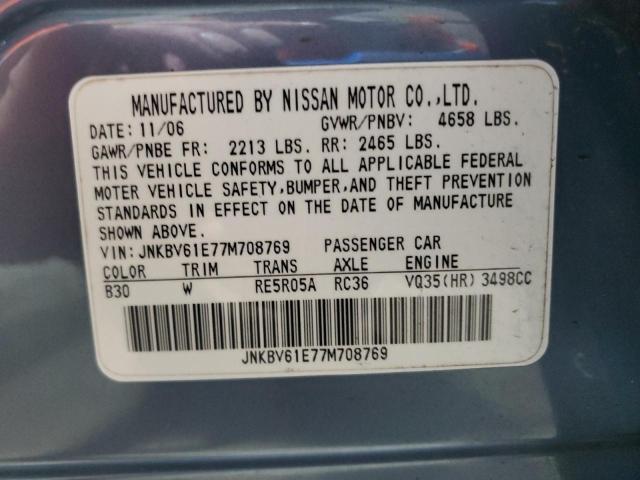 MANUFACTURED BY NISSAN MOTOR CO.,LTD.
DATE: 11/06 GVWR/PNBV: 4658 LBS.
GAWR/PNBE FR: 2213 LBS. RR: 2465 LBS.
THIS VEHICLE CONFORMS TO ALL APPLICABLE FEDERAL
MOTER VEHICLE SAFETY,BUMPER,AND THEFT PREVENTION
STANDARDS IN EFFECT ON THE DATE OF MANUFACTURE
SHOWN ABOVE.
VIN: JNKBV61E77M708769 PASSENGER CAR
COLOR TRIM TRANS AXLE ENGINE
B30 W RE5R05A RC36 VQ35(HR) 3498CC
JNKBV61E77M708769